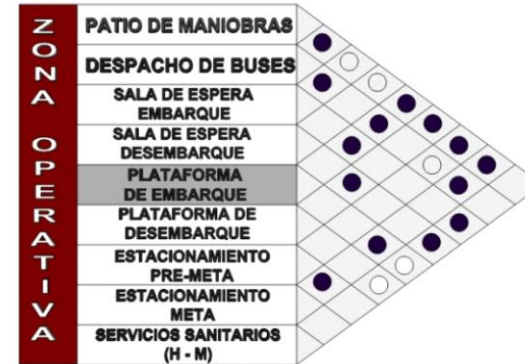 ZONA OPERATIVA
PATIO DE MANIOBRAS
DESPACHO DE BUSES
SALA DE ESPERA
EMBARQUE
SALA DE ESPERA
DESEMBARQUE
PLATAFORMA
DE EMBARQUE
PLATAFORMA DE
DESEMBARQUE
ESTACIONAMIENTO
PRE-META
ESTACIONAMIENTO
META
SERVICIOS SANITARIOS
(H - M)